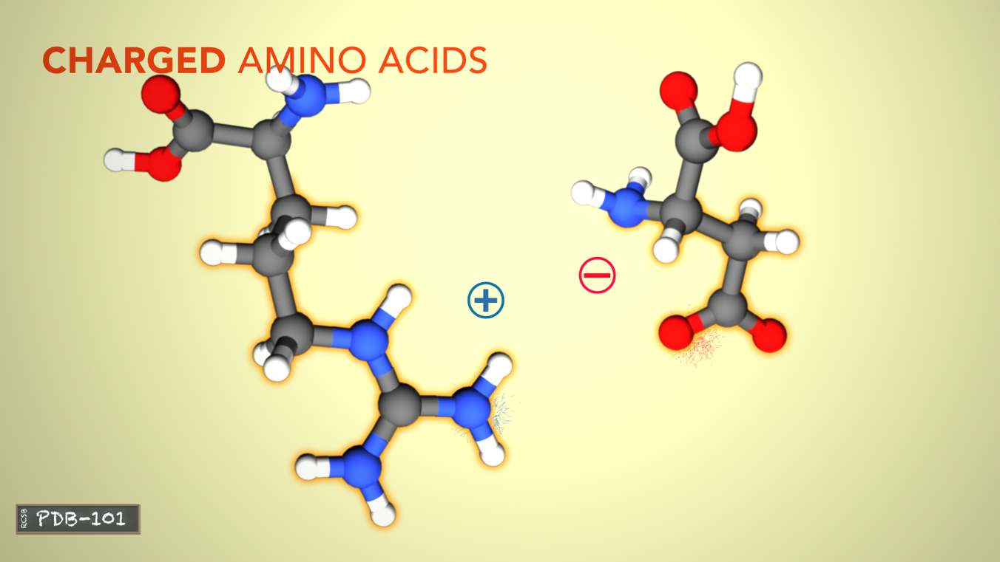 CHARGED AMINO ACIDS
+
−
RCSB PDB-101